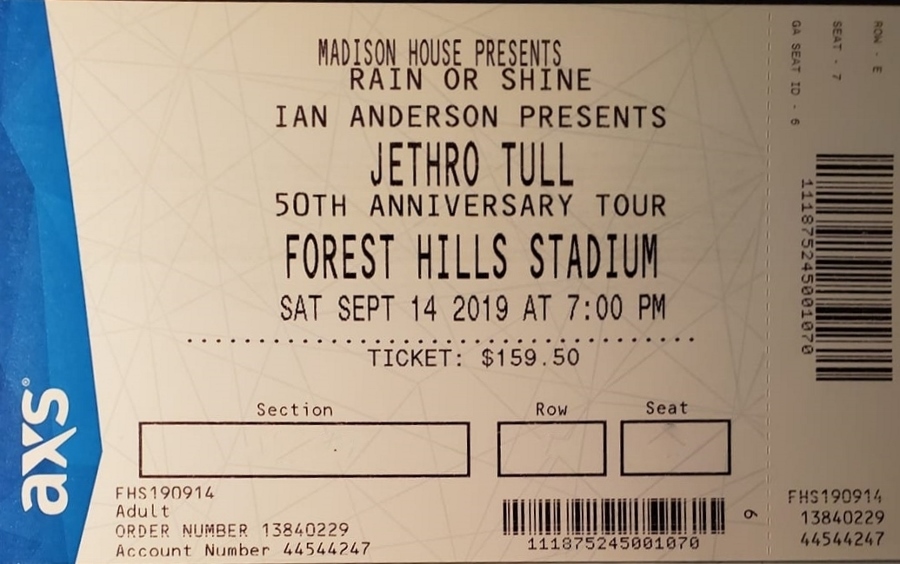 MADISON HOUSE PRESENTS
RAIN OR SHINE
IAN ANDERSON PRESENTS
JETHRO TULL
50TH ANNIVERSARY TOUR
FOREST HILLS STADIUM
SAT SEPT 14 2019 AT 7:00 PM
TICKET: $159.50
Section Row Seat
FHS190914
Adult
ORDER NUMBER 13840229
Account Number 44544247
111875245001070
6
axs®
ROW - E
SEAT - 7
GA SEAT ID - 6
111875245001070
FHS190914
13840229
44544247